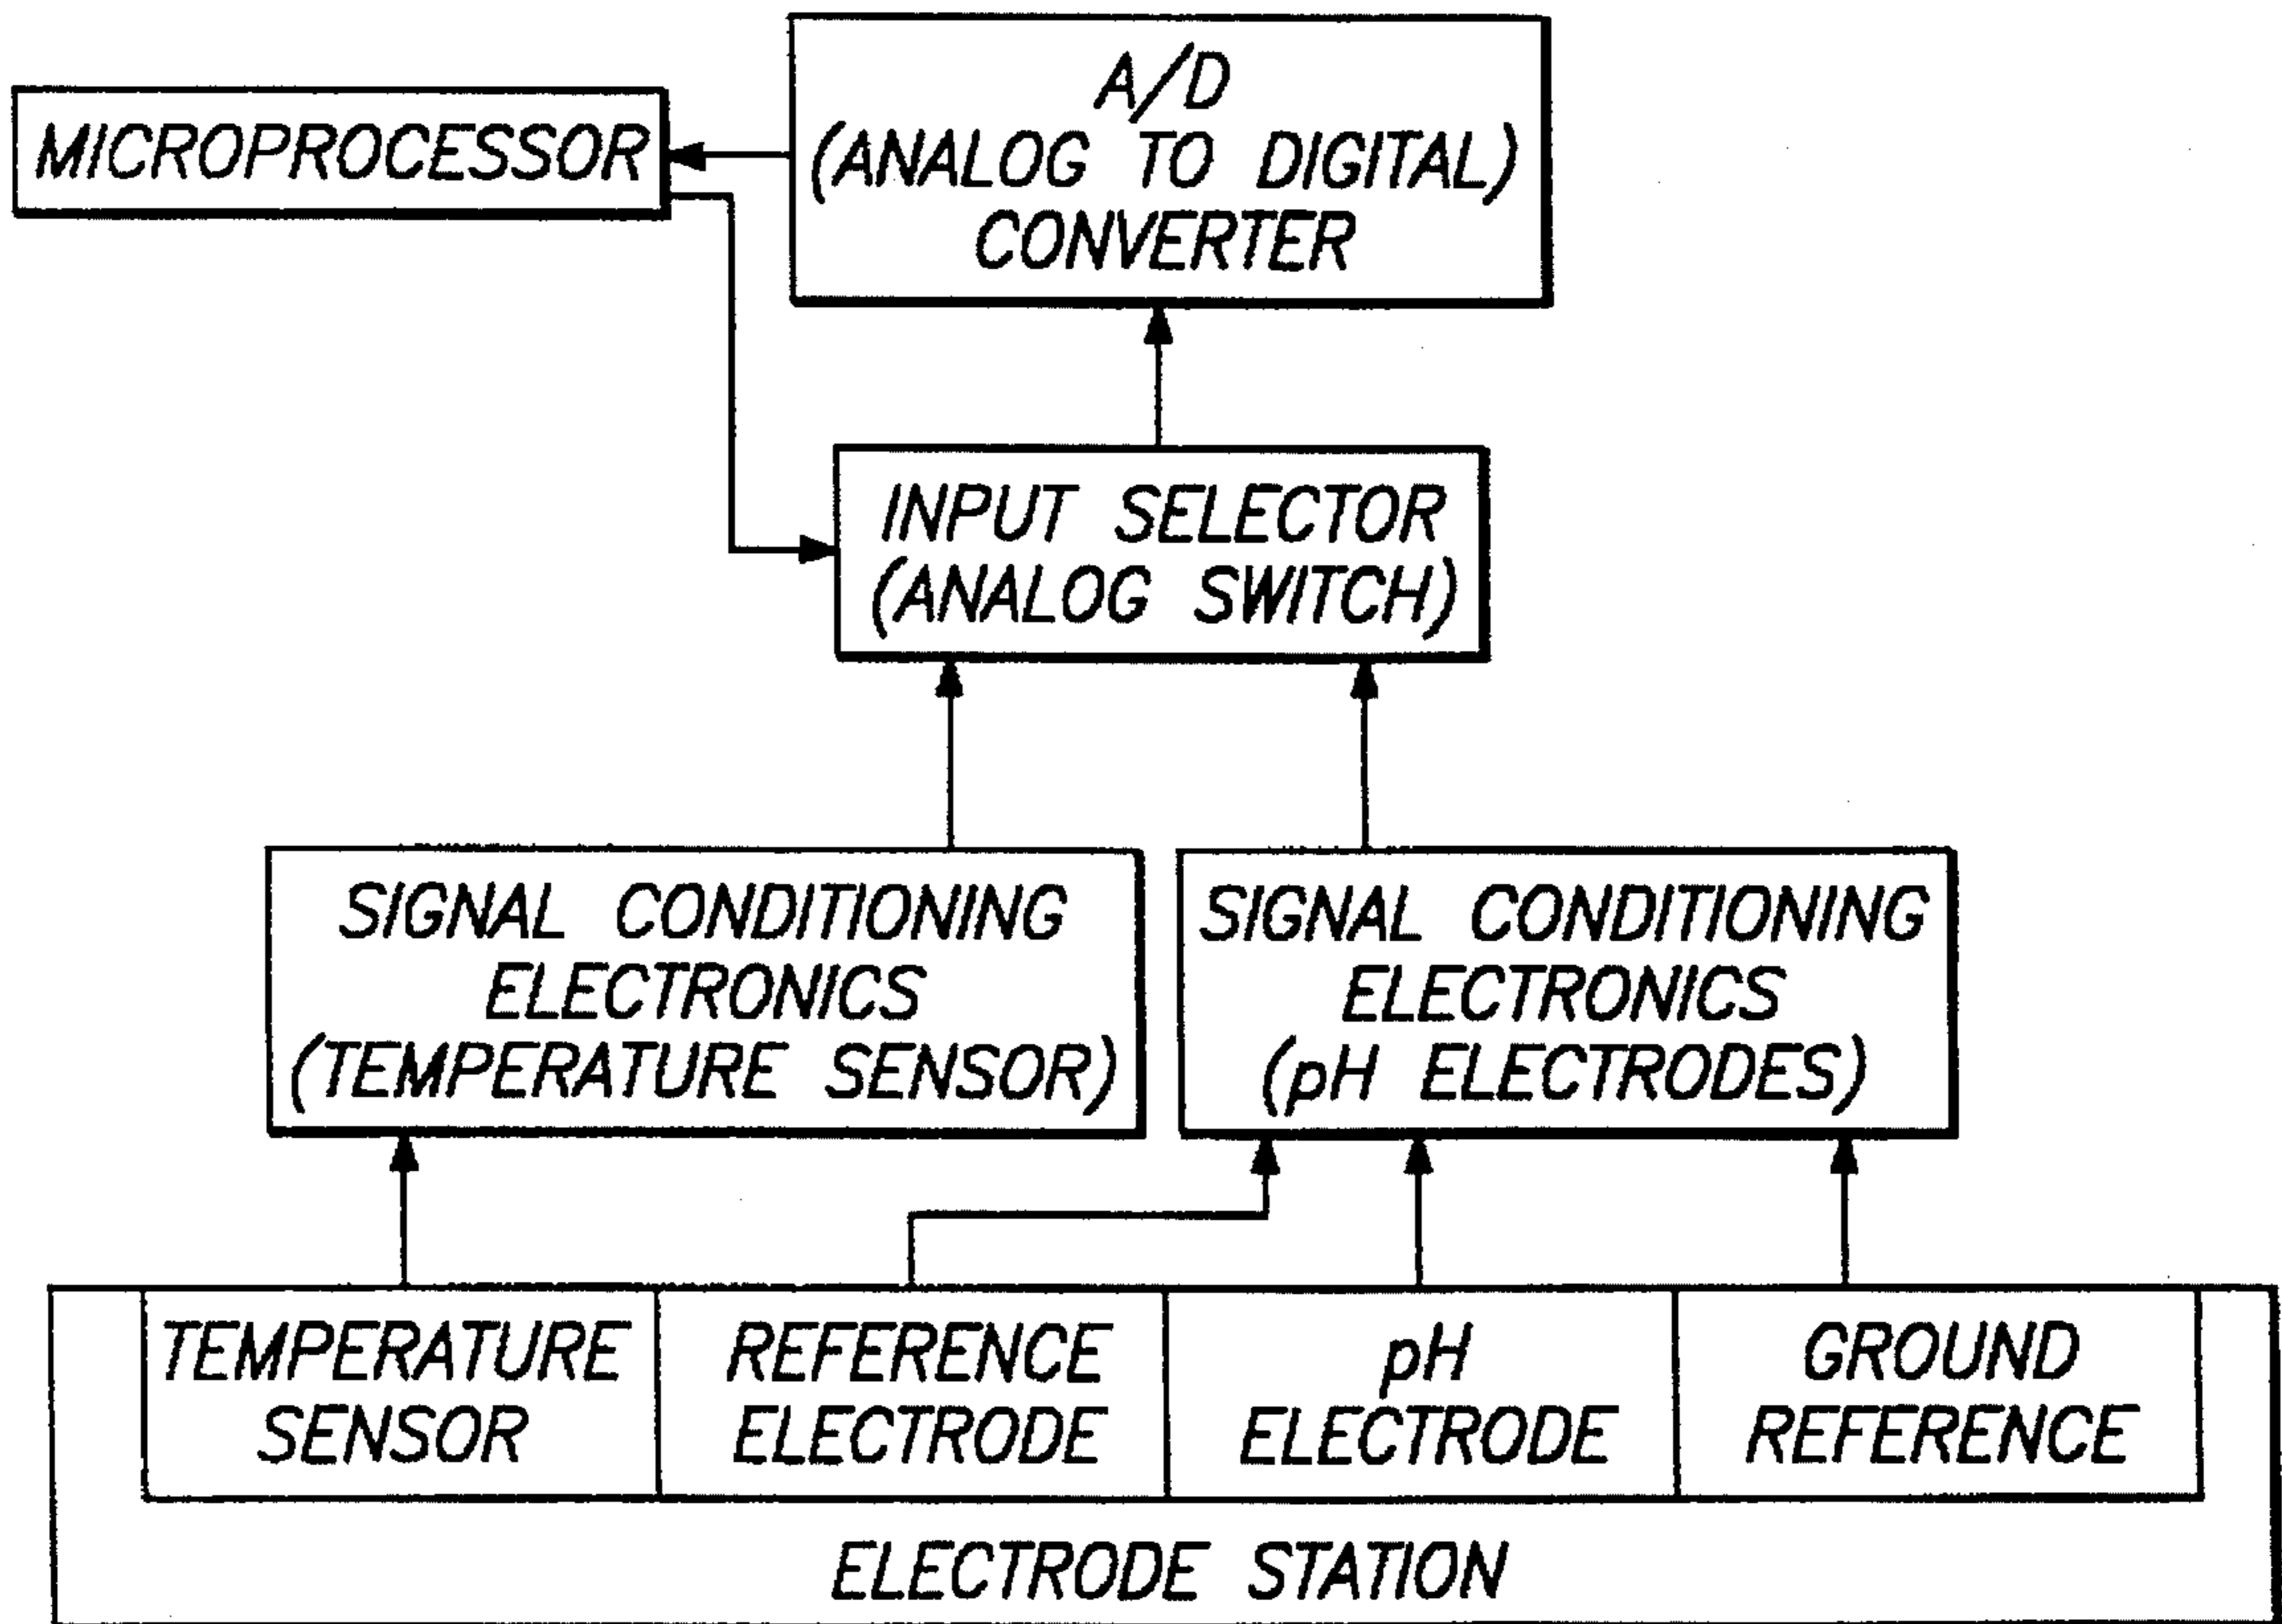 A/D
(ANALOG TO DIGITAL)
CONVERTER
MICROPROCESSOR
INPUT SELECTOR
(ANALOG SWITCH)
SIGNAL CONDITIONING
ELECTRONICS
(TEMPERATURE SENSOR)
SIGNAL CONDITIONING
ELECTRONICS
(pH ELECTRODES)
TEMPERATURE
SENSOR
REFERENCE
ELECTRODE
pH
ELECTRODE
GROUND
REFERENCE
ELECTRODE STATION